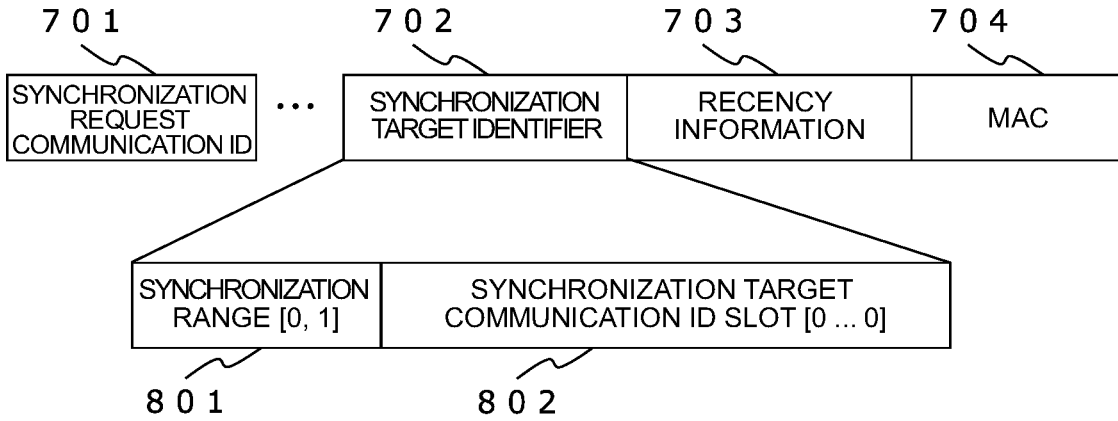 701
702
703
704
SYNCHRONIZATION
REQUEST
COMMUNICATION ID
...
SYNCHRONIZATION
TARGET IDENTIFIER
RECENCY
INFORMATION
MAC
SYNCHRONIZATION
RANGE [0, 1]
SYNCHRONIZATION TARGET
COMMUNICATION ID SLOT [0 ... 0]
801
802